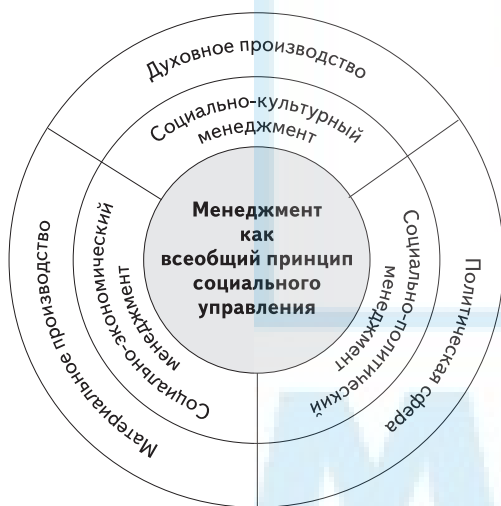 Духовное производство
Социально-культурный
менеджмент
Менеджмент
как
всеобщий принцип
социального
управления
Социально-экономический
менеджмент
Материальное производство
Социально-политический
менеджмент
Политическая сфера